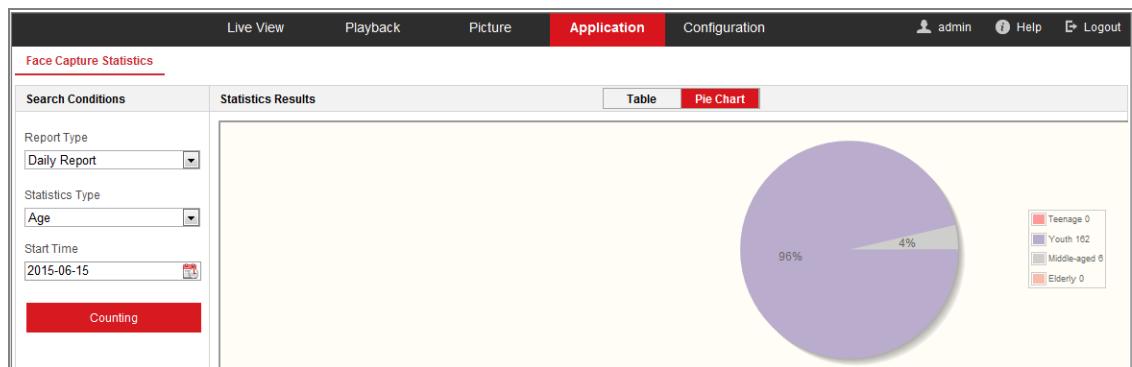 Live View Playback Picture Application Configuration admin Help Logout
Face Capture Statistics
Search Conditions
Statistics Results
Table Pie Chart
Report Type
Daily Report
Statistics Type
Age
Start Time
2015-06-15
Counting
96%
4%
Teenage 0
Youth 162
Middle-aged 6
Elderly 0